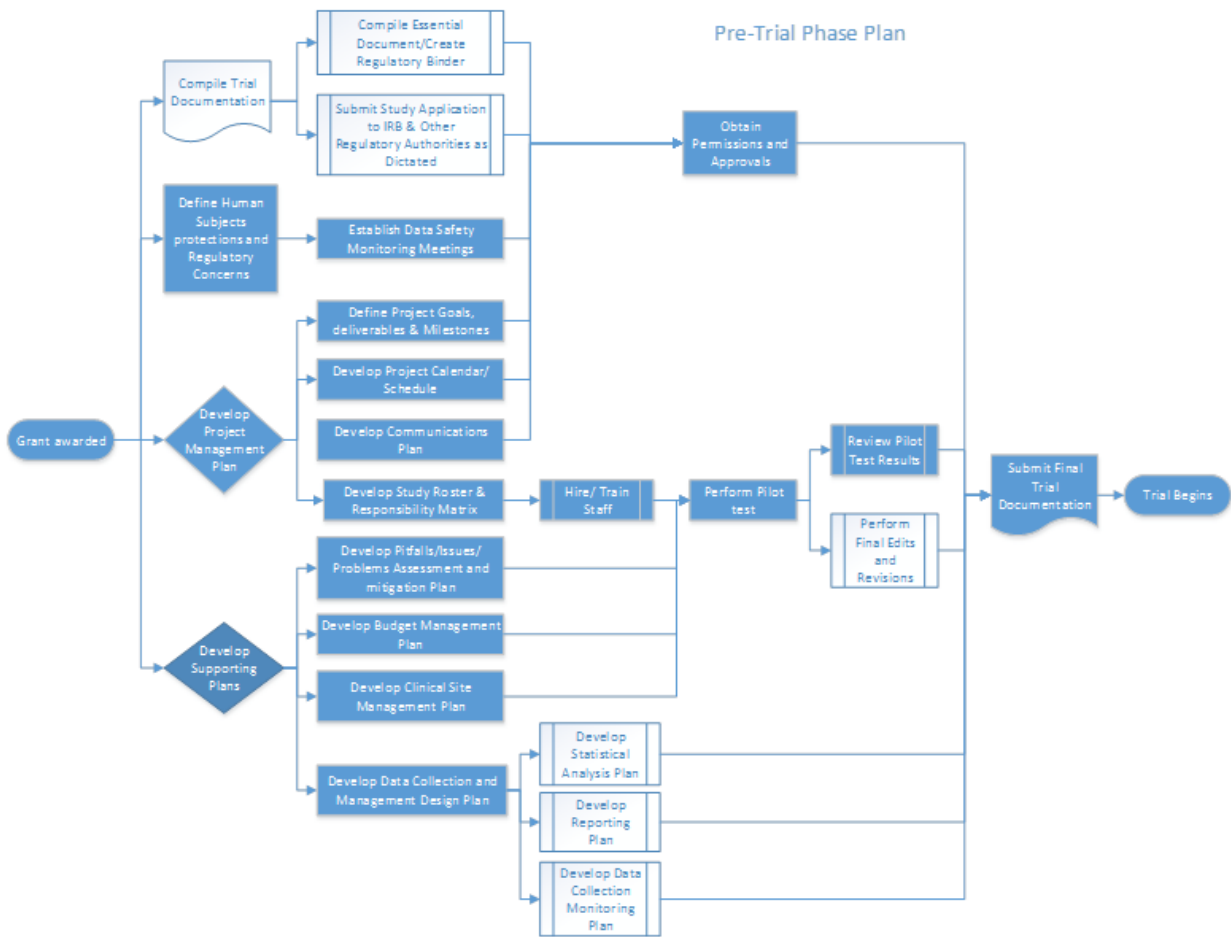 Pre-Trial Phase Plan
Compile Essential
Document/Create
Regulatory Binder
Compile Trial
Documentation
Submit Study Application
to IRB & Other
Regulatory Authorities as
Dictated
Obtain
Permissions and
Approvals
Define Human
Subjects
protections and
Regulatory
Concerns
Establish Data Safety
Monitoring Meetings
Define Project Goals,
deliverables & Milestones
Develop Project Calendar/
Schedule
Grant awarded
Develop
Project
Management
Plan
Develop Communications
Plan
Develop Study Roster &
Responsibility Matrix
Hire/ Train
Staff
Perform Pilot
test
Review Pilot
Test Results
Perform
Final Edits
and
Revisions
Submit Final
Trial
Documentation
Trial Begins
Develop Pitfalls/Issues/
Problems Assessment and
mitigation Plan
Develop Budget Management
Plan
Develop
Supporting
Plans
Develop Clinical Site
Management Plan
Develop Data Collection and
Management Design Plan
Develop
Statistical
Analysis Plan
Develop
Reporting
Plan
Develop Data
Collection
Monitoring
Plan